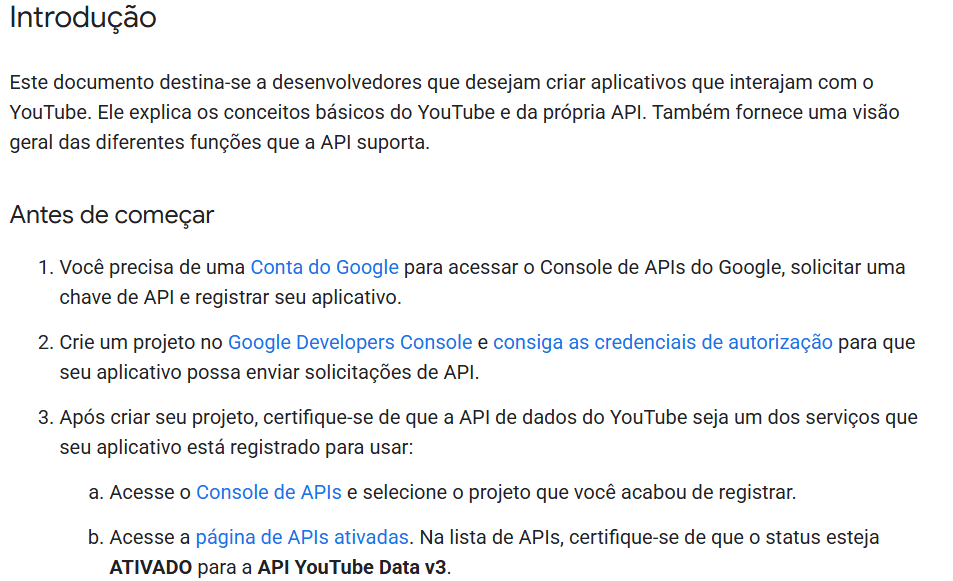 Introdução
Este documento destina-se a desenvolvedores que desejam criar aplicativos que interajam com o
YouTube. Ele explica os conceitos básicos do YouTube e da própria API. Também fornece uma visão
geral das diferentes funções que a API suporta.
Antes de começar
1. Você precisa de uma Conta do Google para acessar o Console de APIs do Google, solicitar uma
chave de API e registrar seu aplicativo.
2. Crie um projeto no Google Developers Console e consiga as credenciais de autorização para que
seu aplicativo possa enviar solicitações de API.
3. Após criar seu projeto, certifique-se de que a API de dados do YouTube seja um dos serviços que
seu aplicativo está registrado para usar:
a. Acesse o Console de APIs e selecione o projeto que você acabou de registrar.
b. Acesse a página de APIs ativadas. Na lista de APIs, certifique-se de que o status esteja
ATIVADO para a API YouTube Data v3.